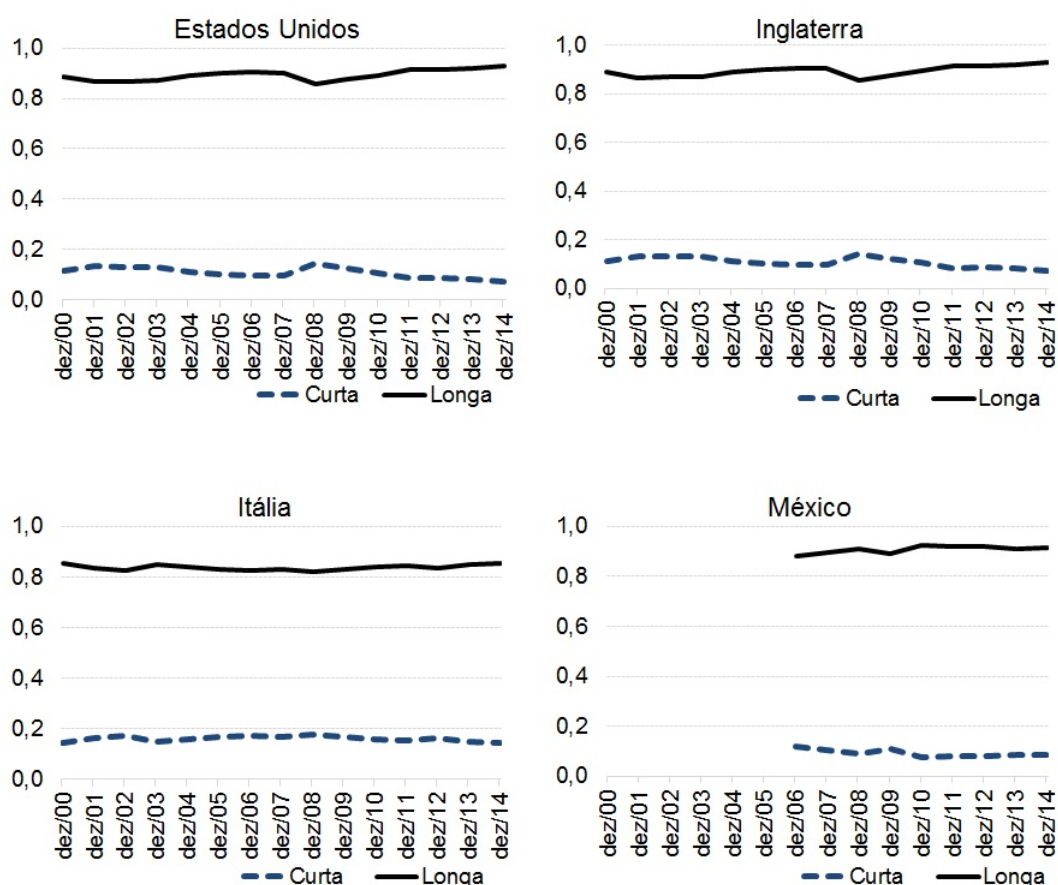 Estados Unidos
1,0
0,8
0,6
0,4
0,2
0,0
dez/00
dez/01
dez/02
dez/03
dez/04
dez/05
dez/06
dez/07
dez/08
dez/09
dez/10
dez/11
dez/12
dez/13
dez/14
Curta Longa
Inglaterra
1,0
0,8
0,6
0,4
0,2
0,0
dez/00
dez/01
dez/02
dez/03
dez/04
dez/05
dez/06
dez/07
dez/08
dez/09
dez/10
dez/11
dez/12
dez/13
dez/14
Curta Longa
Itália
1,0
0,8
0,6
0,4
0,2
0,0
dez/00
dez/01
dez/02
dez/03
dez/04
dez/05
dez/06
dez/07
dez/08
dez/09
dez/10
dez/11
dez/12
dez/13
dez/14
Curta Longa
México
1,0
0,8
0,6
0,4
0,2
0,0
dez/00
dez/01
dez/02
dez/03
dez/04
dez/05
dez/06
dez/07
dez/08
dez/09
dez/10
dez/11
dez/12
dez/13
dez/14
Curta Longa